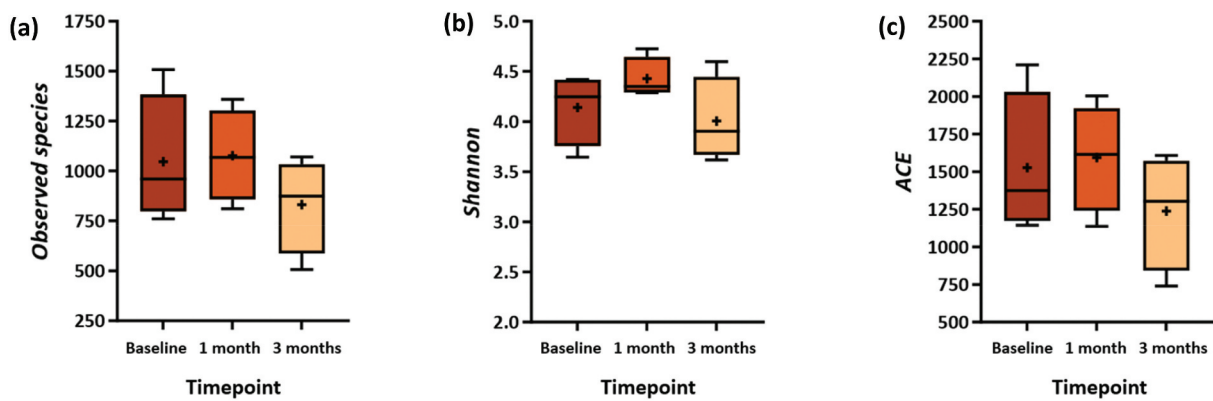 (a)
Observed species
1750
1500
1250
1000
750
500
250
Baseline 1 month 3 months
Timepoint
(b)
Shannon
5.0
4.5
4.0
3.5
3.0
2.5
2.0
Baseline 1 month 3 months
Timepoint
(c)
ACE
2500
2250
2000
1750
1500
1250
1000
750
500
Baseline 1 month 3 months
Timepoint